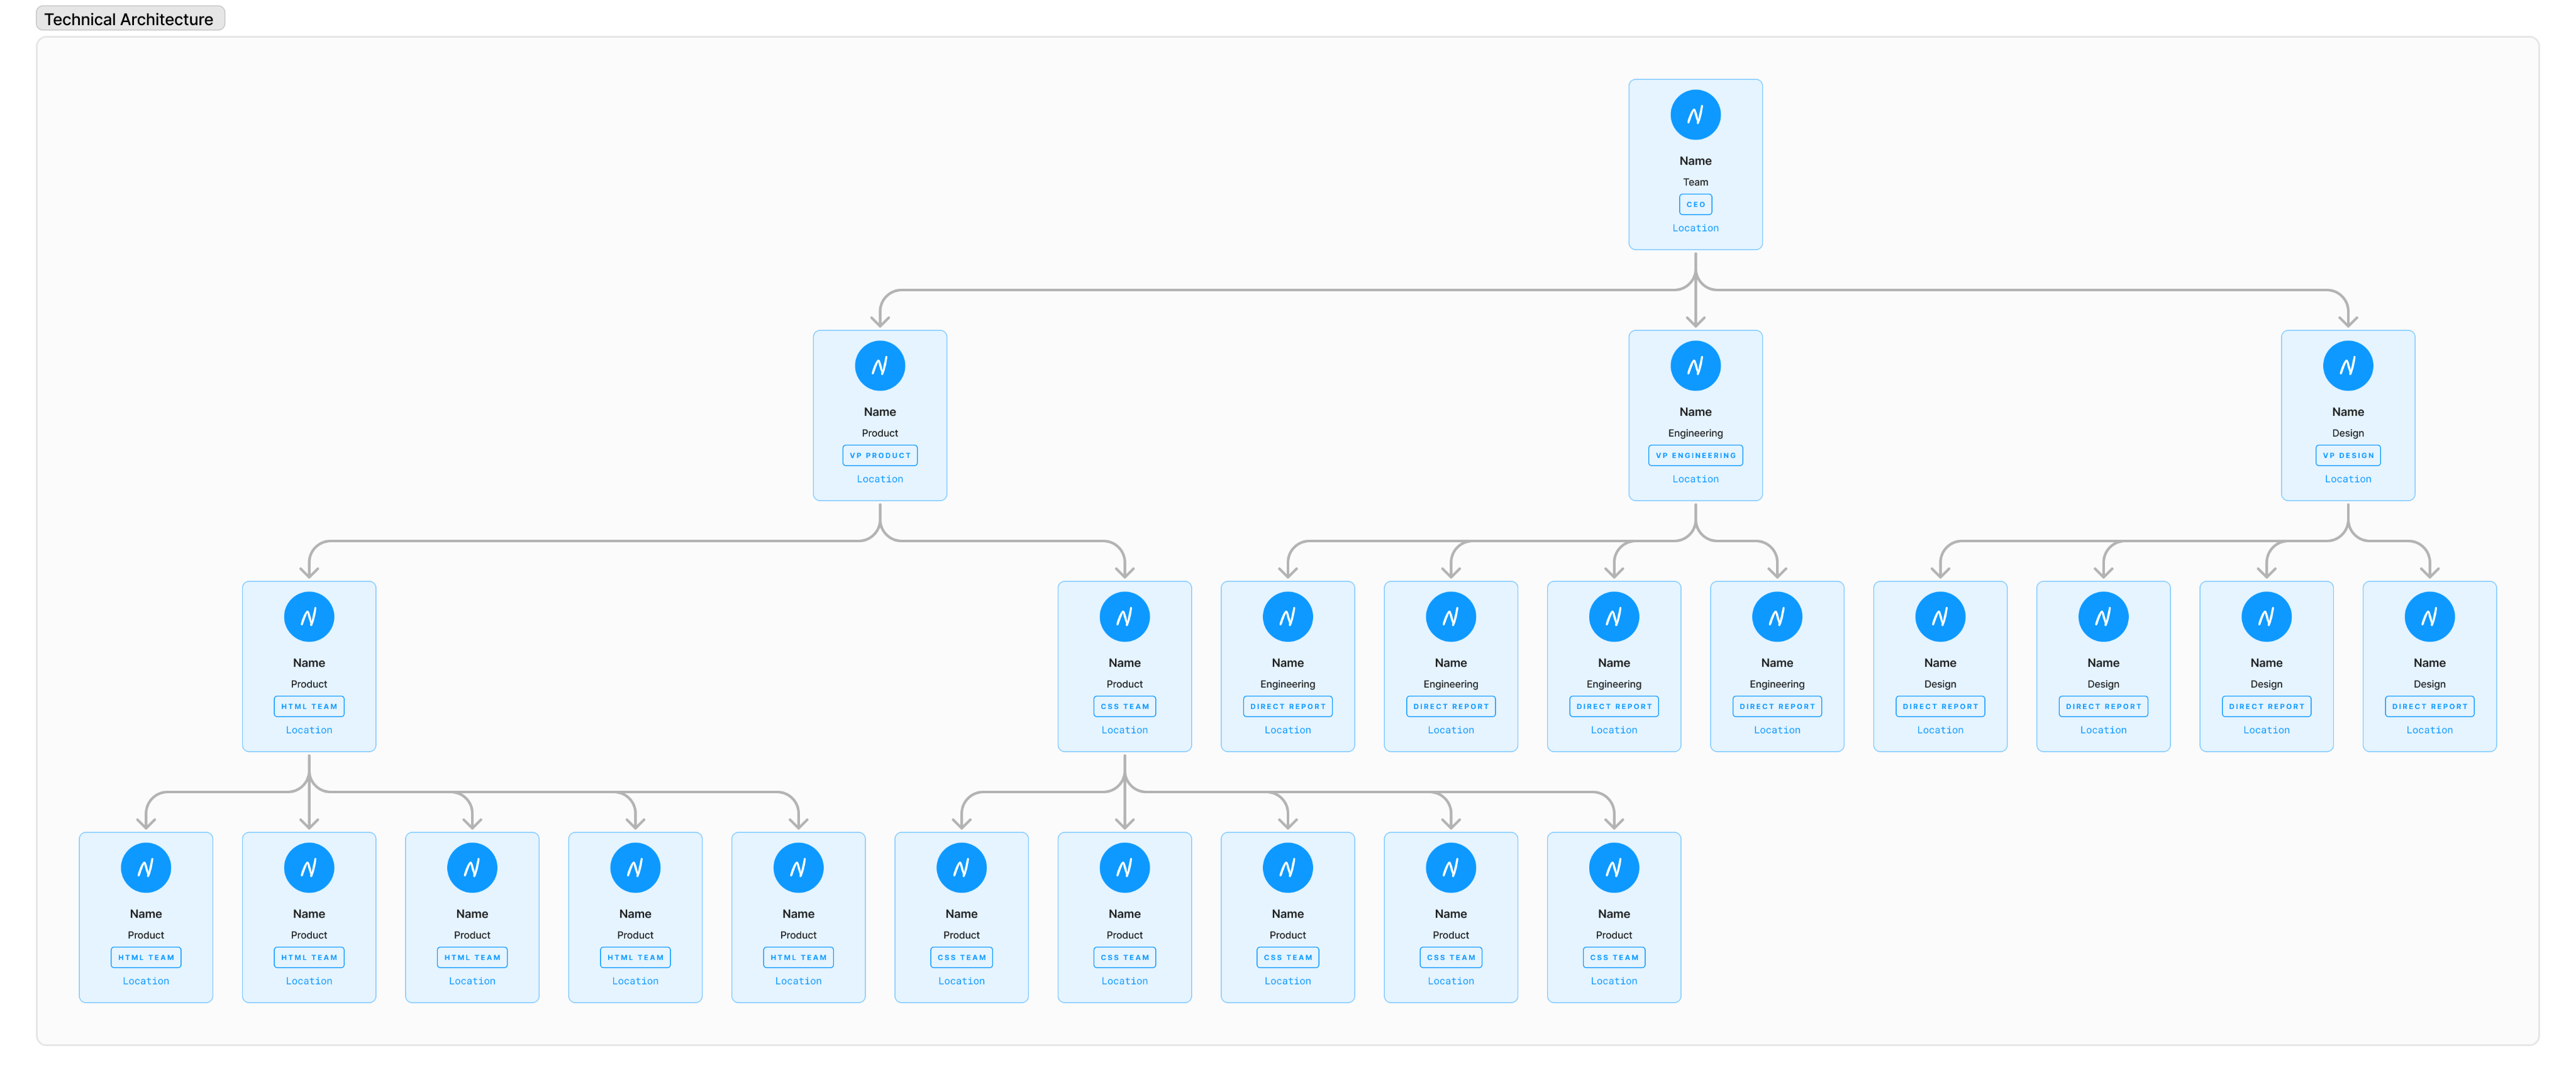 Technical Architecture
Name
Team
CEO
Location
Name
Product
VP PRODUCT
Location
Name
Engineering
VP ENGINEERING
Location
Name
Design
VP DESIGN
Location
Name
Product
HTML TEAM
Location
Name
Product
CSS TEAM
Location
Name
Engineering
DIRECT REPORT
Location
Name
Engineering
DIRECT REPORT
Location
Name
Engineering
DIRECT REPORT
Location
Name
Engineering
DIRECT REPORT
Location
Name
Design
DIRECT REPORT
Location
Name
Design
DIRECT REPORT
Location
Name
Design
DIRECT REPORT
Location
Name
Design
DIRECT REPORT
Location
Name
Product
HTML TEAM
Location
Name
Product
HTML TEAM
Location
Name
Product
HTML TEAM
Location
Name
Product
HTML TEAM
Location
Name
Product
HTML TEAM
Location
Name
Product
CSS TEAM
Location
Name
Product
CSS TEAM
Location
Name
Product
CSS TEAM
Location
Name
Product
CSS TEAM
Location
Name
Product
CSS TEAM
Location